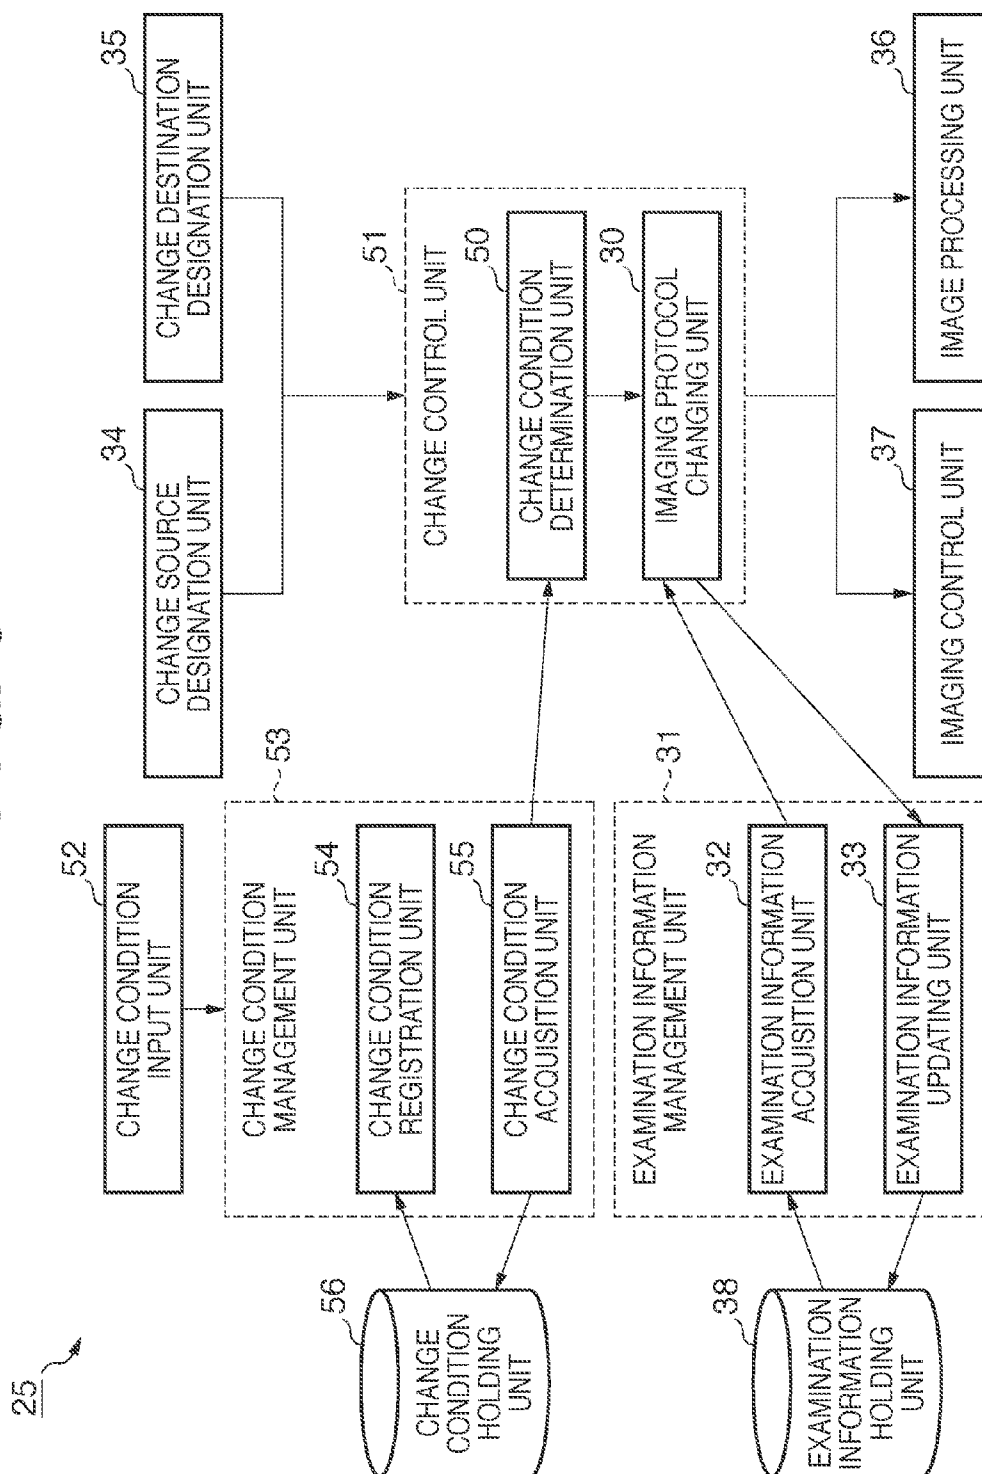 25
52
CHANGE CONDITION
INPUT UNIT
34
CHANGE SOURCE
DESIGNATION UNIT
35
CHANGE DESTINATION
DESIGNATION UNIT
53
CHANGE CONDITION
MANAGEMENT UNIT
56
CHANGE
CONDITION
HOLDING
UNIT
54
CHANGE CONDITION
REGISTRATION UNIT
55
CHANGE CONDITION
ACQUISITION UNIT
51
CHANGE CONTROL UNIT
50
CHANGE CONDITION
DETERMINATION UNIT
30
IMAGING PROTOCOL
CHANGING UNIT
31
EXAMINATION INFORMATION
MANAGEMENT UNIT
38
EXAMINATION
INFORMATION
HOLDING
UNIT
32
EXAMINATION INFORMATION
ACQUISITION UNIT
33
EXAMINATION INFORMATION
UPDATING UNIT
37
IMAGING CONTROL UNIT
36
IMAGE PROCESSING UNIT